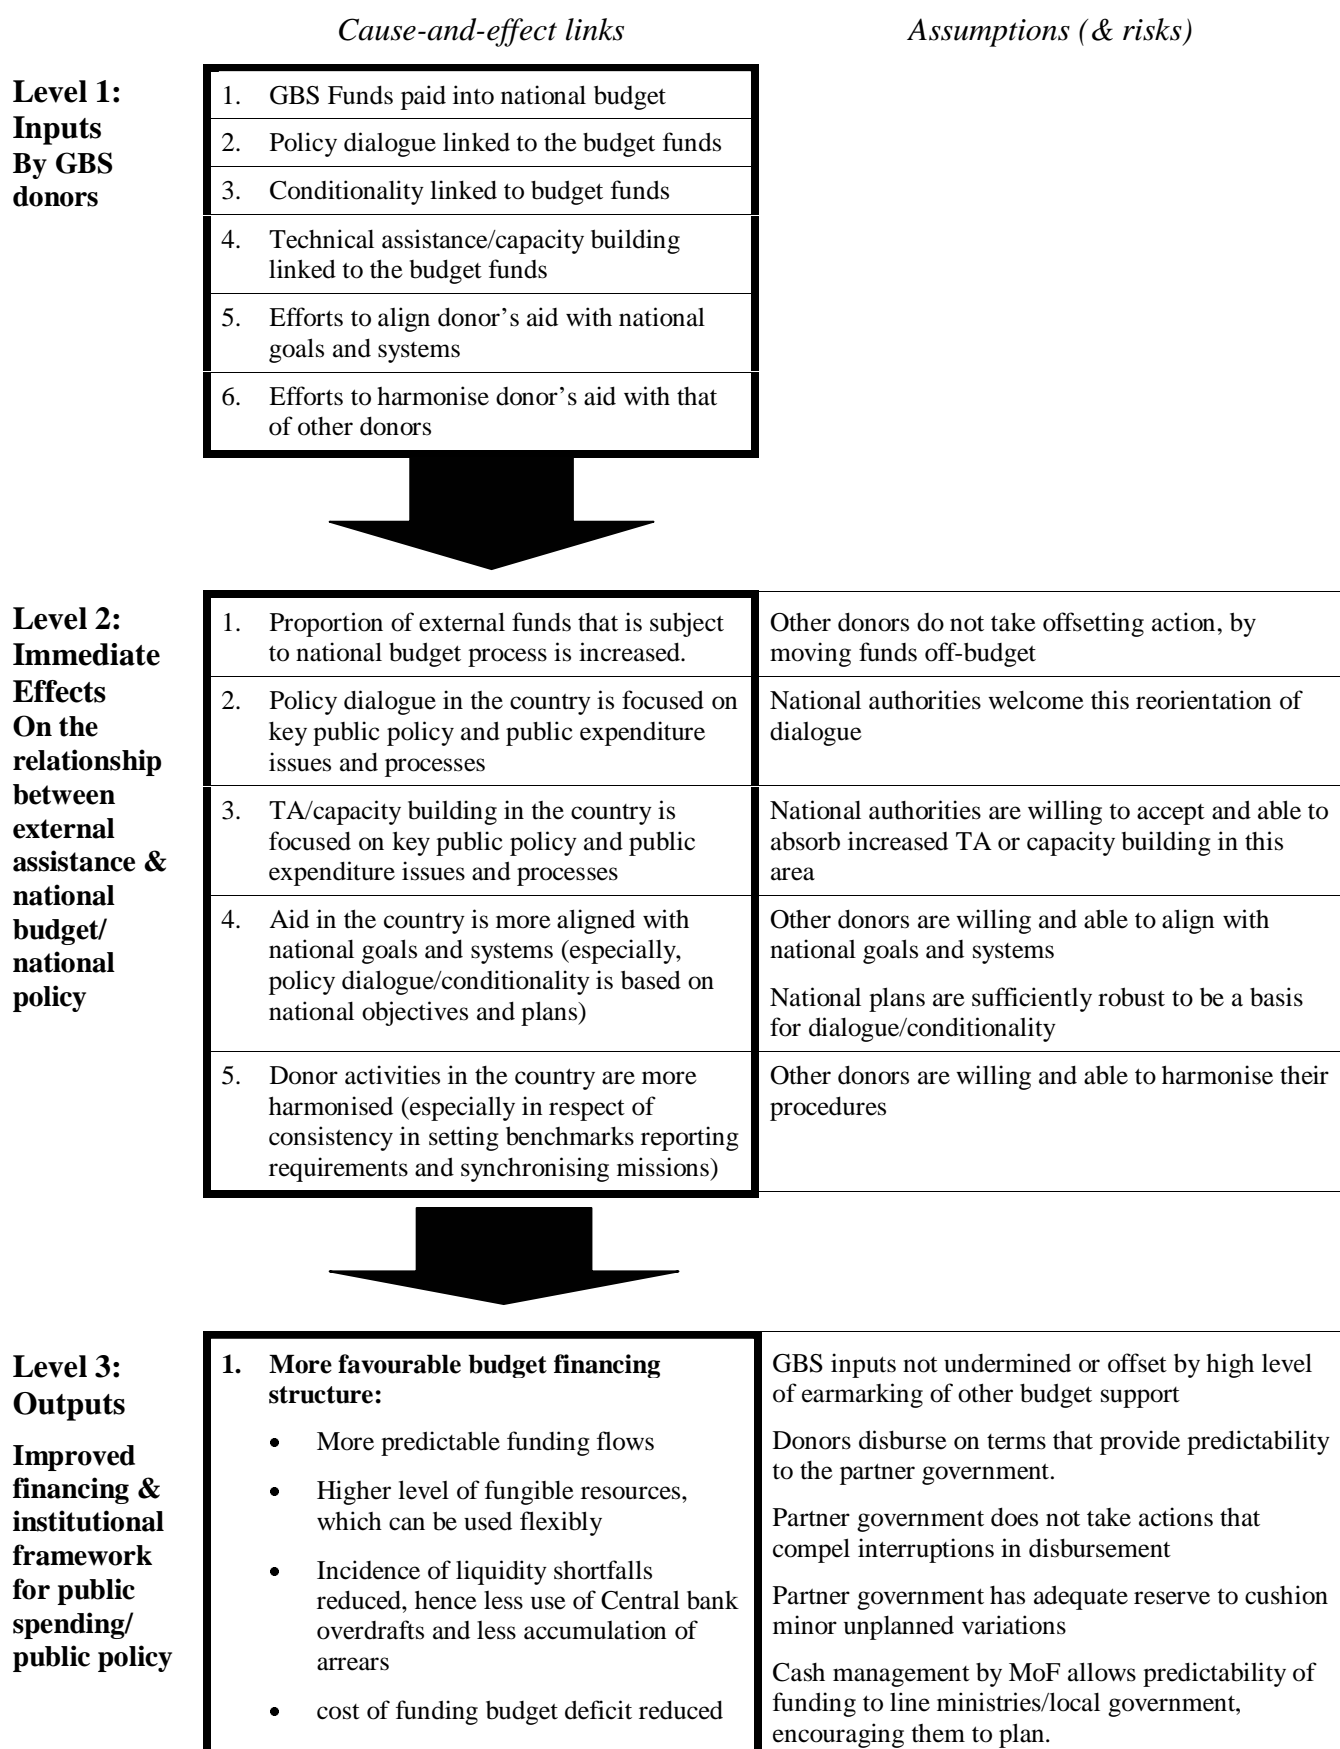 Cause-and-effect links
Assumptions (& risks)
Level 1:
Inputs
By GBS
donors
1. GBS Funds paid into national budget
2. Policy dialogue linked to the budget funds
3. Conditionality linked to budget funds
4. Technical assistance/capacity building
linked to the budget funds
5. Efforts to align donor’s aid with national
goals and systems
6. Efforts to harmonise donor’s aid with that
of other donors
Level 2:
Immediate
Effects
On the
relationship
between
external
assistance &
national
budget/
national
policy
1. Proportion of external funds that is subject
to national budget process is increased.
Other donors do not take offsetting action, by
moving funds off-budget
2. Policy dialogue in the country is focused on
key public policy and public expenditure
issues and processes
National authorities welcome this reorientation of
dialogue
3. TA/capacity building in the country is
focused on key public policy and public
expenditure issues and processes
National authorities are willing to accept and able to
absorb increased TA or capacity building in this
area
4. Aid in the country is more aligned with
national goals and systems (especially,
policy dialogue/conditionality is based on
national objectives and plans)
Other donors are willing and able to align with
national goals and systems
National plans are sufficiently robust to be a basis
for dialogue/conditionality
5. Donor activities in the country are more
harmonised (especially in respect of
consistency in setting benchmarks reporting
requirements and synchronising missions)
Other donors are willing and able to harmonise their
procedures
Level 3:
Outputs
Improved
financing &
institutional
framework
for public
spending/
public policy
1. More favourable budget financing
structure:
• More predictable funding flows
• Higher level of fungible resources,
which can be used flexibly
• Incidence of liquidity shortfalls
reduced, hence less use of Central bank
overdrafts and less accumulation of
arrears
• cost of funding budget deficit reduced
GBS inputs not undermined or offset by high level
of earmarking of other budget support
Donors disburse on terms that provide predictability
to the partner government.
Partner government does not take actions that
compel interruptions in disbursement
Partner government has adequate reserve to cushion
minor unplanned variations
Cash management by MoF allows predictability of
funding to line ministries/local government,
encouraging them to plan.